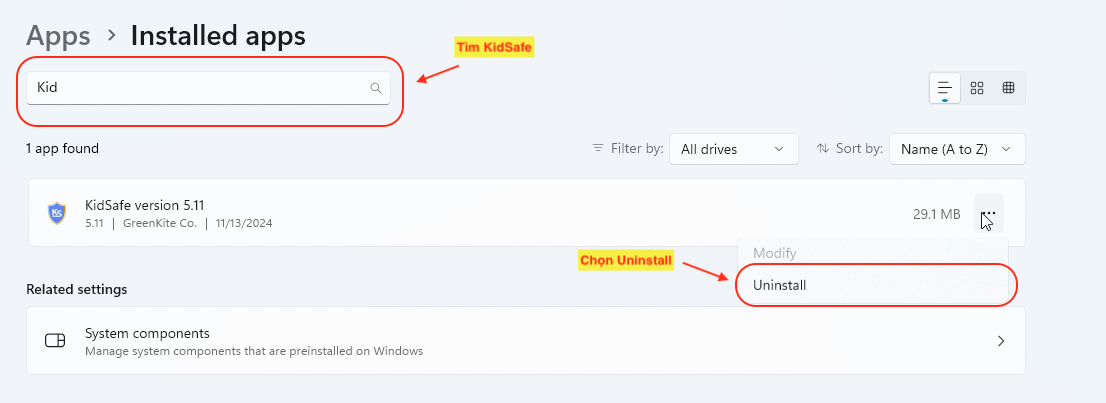 Apps > Installed apps
Tìm KidSafe
Kid
1 app found
Filter by: All drives
Sort by: Name (A to Z)
KS
KidSafe version 5.11
5.11 | GreenKite Co. | 11/13/2024
29.1 MB
Modify
Chọn Uninstall
Uninstall
Related settings
System components
Manage system components that are preinstalled on Windows